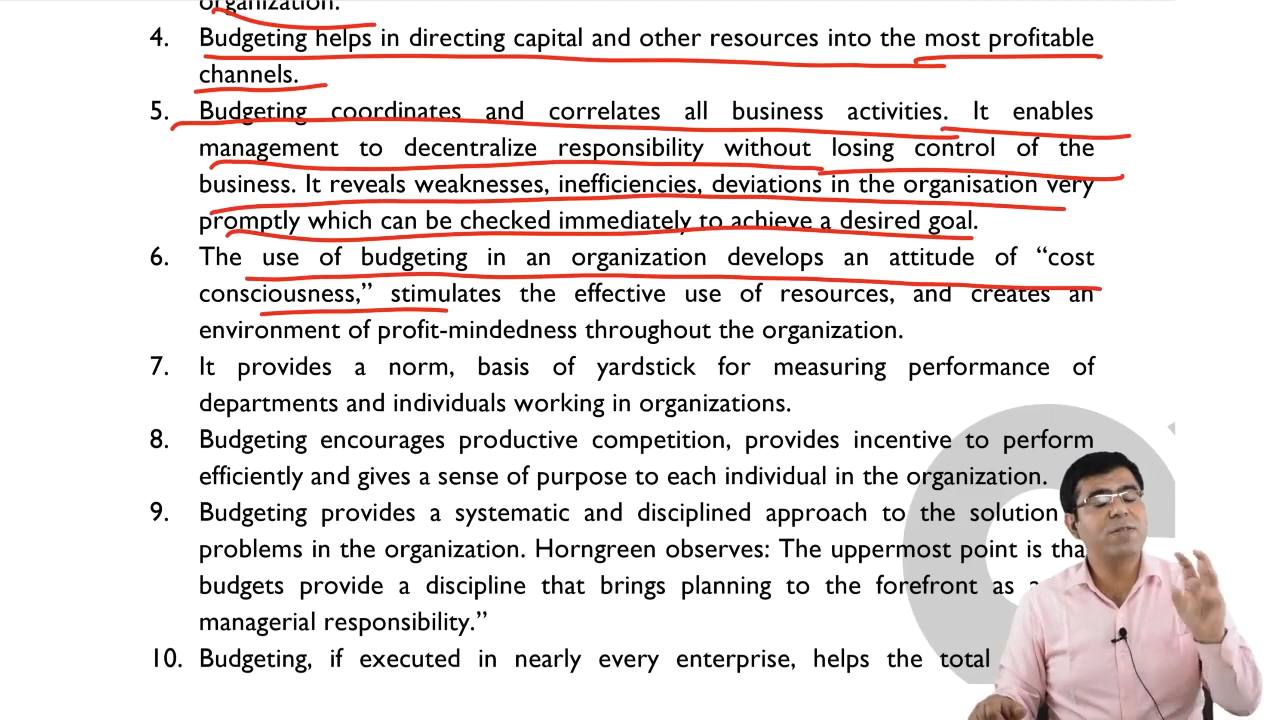 organization.
4. Budgeting helps in directing capital and other resources into the most profitable
channels.
5. Budgeting coordinates and correlates all business activities. It enables
management to decentralize responsibility without losing control of the
business. It reveals weaknesses, inefficiencies, deviations in the organisation very
promptly which can be checked immediately to achieve a desired goal.
6. The use of budgeting in an organization develops an attitude of “cost
consciousness,” stimulates the effective use of resources, and creates an
environment of profit-mindedness throughout the organization.
7. It provides a norm, basis of yardstick for measuring performance of
departments and individuals working in organizations.
8. Budgeting encourages productive competition, provides incentive to perform
efficiently and gives a sense of purpose to each individual in the organization.
9. Budgeting provides a systematic and disciplined approach to the solution
problems in the organization. Horngreen observes: The uppermost point is
budgets provide a discipline that brings planning to the forefront as
managerial responsibility.”
10. Budgeting, if executed in nearly every enterprise, helps the total